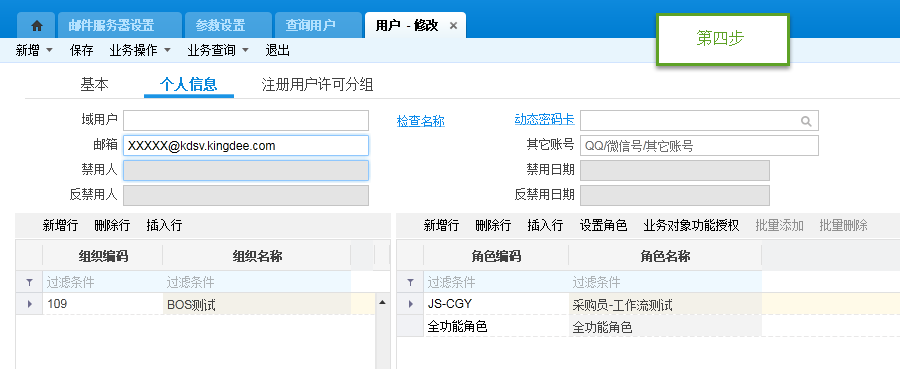 邮件服务器设置 参数设置 查询用户 用户 - 修改 ×
第四步
新增 保存 业务操作 业务查询 退出
基本 个人信息 注册用户许可分组
域用户 检查名称 动态密码卡
邮箱 XXXXX@kdsv.kingdee.com 其它账号 QQ/微信号/其它账号
禁用人 禁用日期
反禁用人 反禁用日期
新增行 删除行 插入行 新增行 删除行 插入行 设置角色 业务对象功能授权 批量添加 批量删除
组织编码 组织名称 角色编码 角色名称
过滤条件 过滤条件 过滤条件 过滤条件
109 BOS测试 JS-CGY 采购员-工作流测试
全功能角色 全功能角色